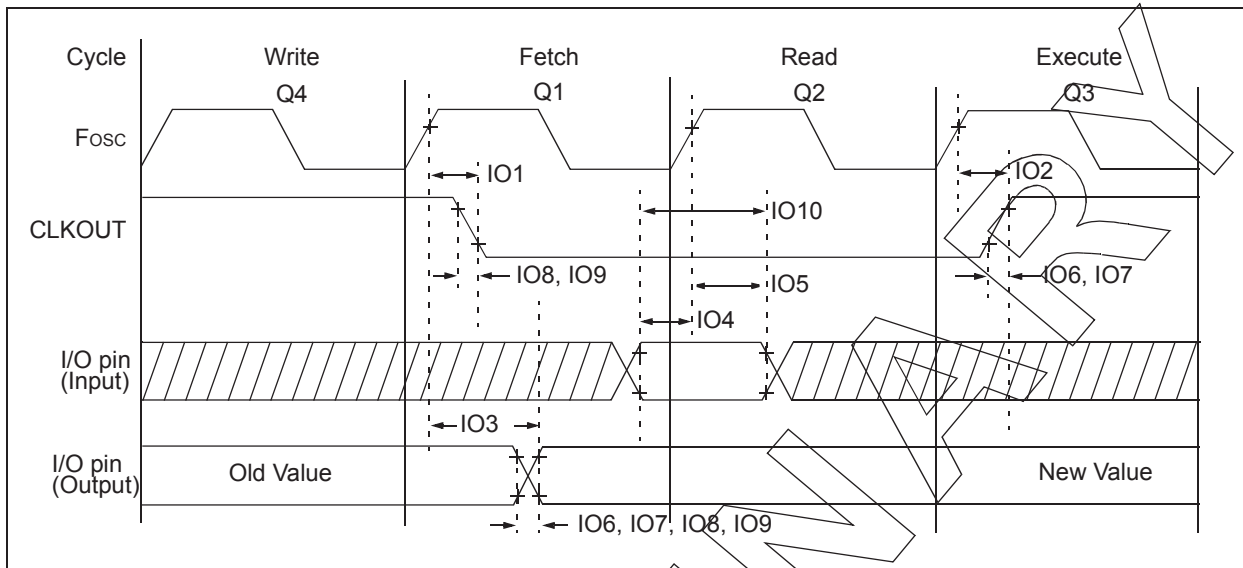 Cycle Write Fetch Read Execute
Q4 Q1 Q2 Q3
Fosc
IO1 IO2
IO10
CLKOUT
IO8, IO9 IO6, IO7
IO5
IO4
I/O pin
(Input)
IO3
I/O pin
(Output)
Old Value New Value
IO6, IO7, IO8, IO9